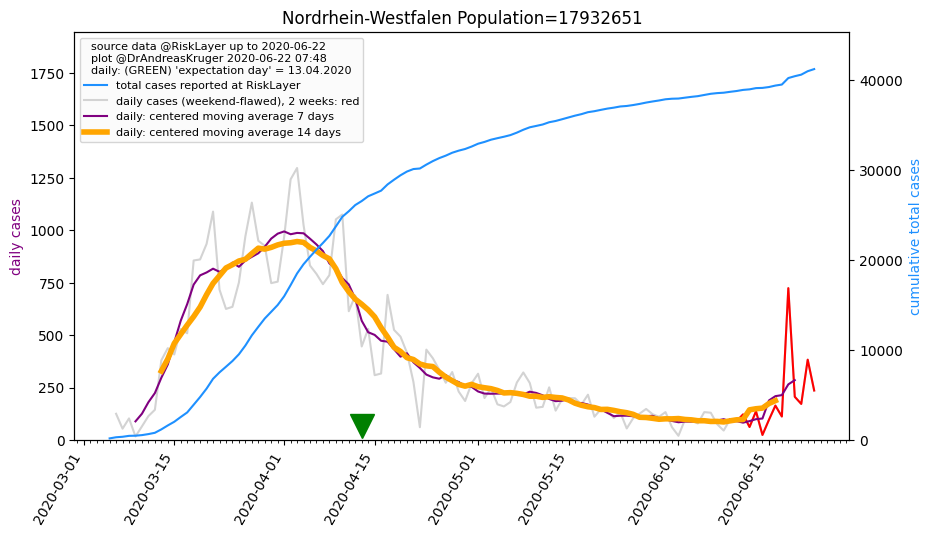 Nordrhein-Westfalen Population=17932651
source data @RiskLayer up to 2020-06-22
plot @DrAndreasKruger 2020-06-22 07:48
daily: (GREEN) 'expectation day' = 13.04.2020
total cases reported at RiskLayer
daily cases (weekend-flawed), 2 weeks: red
daily: centered moving average 7 days
daily: centered moving average 14 days
daily cases
1750
1500
1250
1000
750
500
250
0
cumulative total cases
40000
30000
20000
10000
0
2020-03-01
2020-03-15
2020-04-01
2020-04-15
2020-05-01
2020-05-15
2020-06-01
2020-06-15